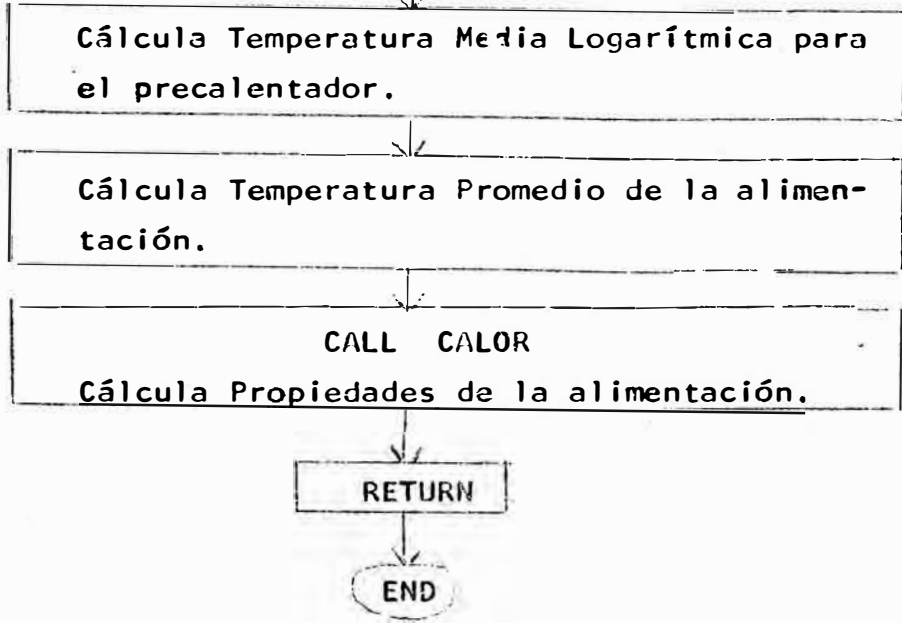 Cálcula Temperatura Media Logarítmica para
el precalentador.
Cálcula Temperatura Promedio de la alimen-
tación.
CALL CALOR
Cálcula Propiedades de la alimentación.
RETURN
END